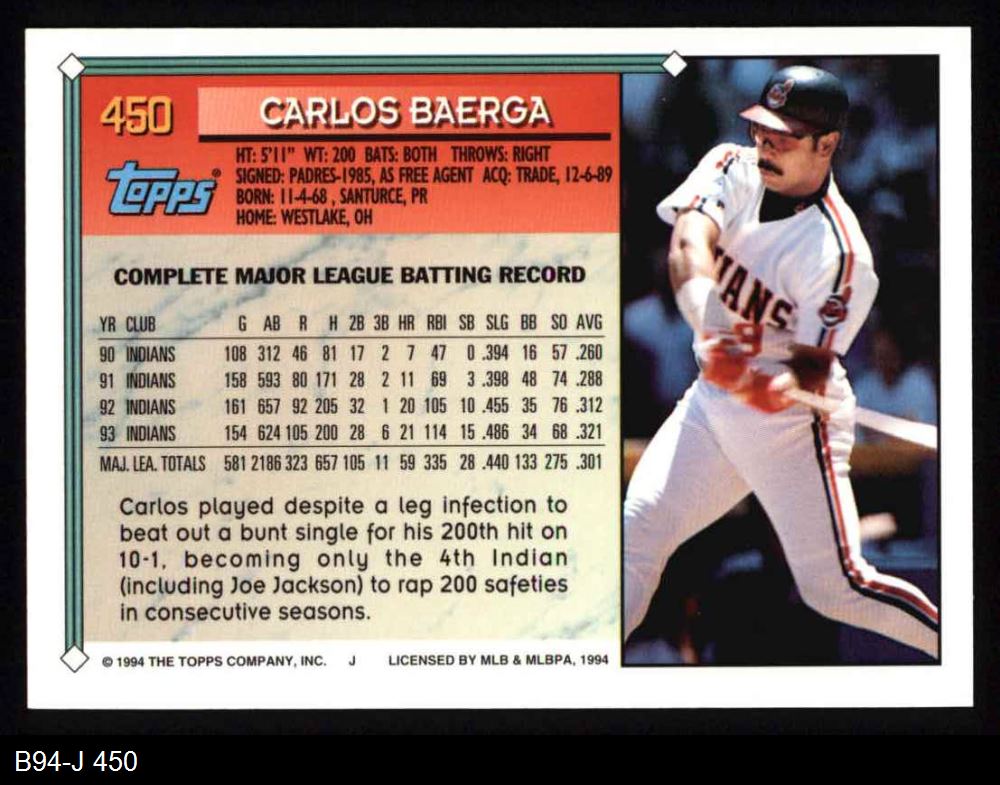 450
CARLOS BAERGA
Topps®
HT: 5'11" WT: 200 BATS: BOTH THROWS: RIGHT
SIGNED: PADRES-1985, AS FREE AGENT ACQ: TRADE, 12-6-89
BORN: 11-4-68 , SANTURCE, PR
HOME: WESTLAKE, OH
COMPLETE MAJOR LEAGUE BATTING RECORD
YR CLUB G AB R H 2B 3B HR RBI SB SLG BB SO AVG
90 INDIANS 108 312 46 81 17 2 7 47 0 .394 16 57 .260
91 INDIANS 158 593 80 171 28 2 11 69 3 .398 48 74 .288
92 INDIANS 161 657 92 205 32 1 20 105 10 .455 35 76 .312
93 INDIANS 154 624 105 200 28 6 21 114 15 .486 34 68 .321
MAJ. LEA. TOTALS 581 2186 323 657 105 11 59 335 28 .440 133 275 .301
Carlos played despite a leg infection to
beat out a bunt single for his 200th hit on
10-1, becoming only the 4th Indian
(including Joe Jackson) to rap 200 safeties
in consecutive seasons.
© 1994 THE TOPPS COMPANY, INC. J LICENSED BY MLB & MLBPA, 1994
IANS
9
B94-J 450